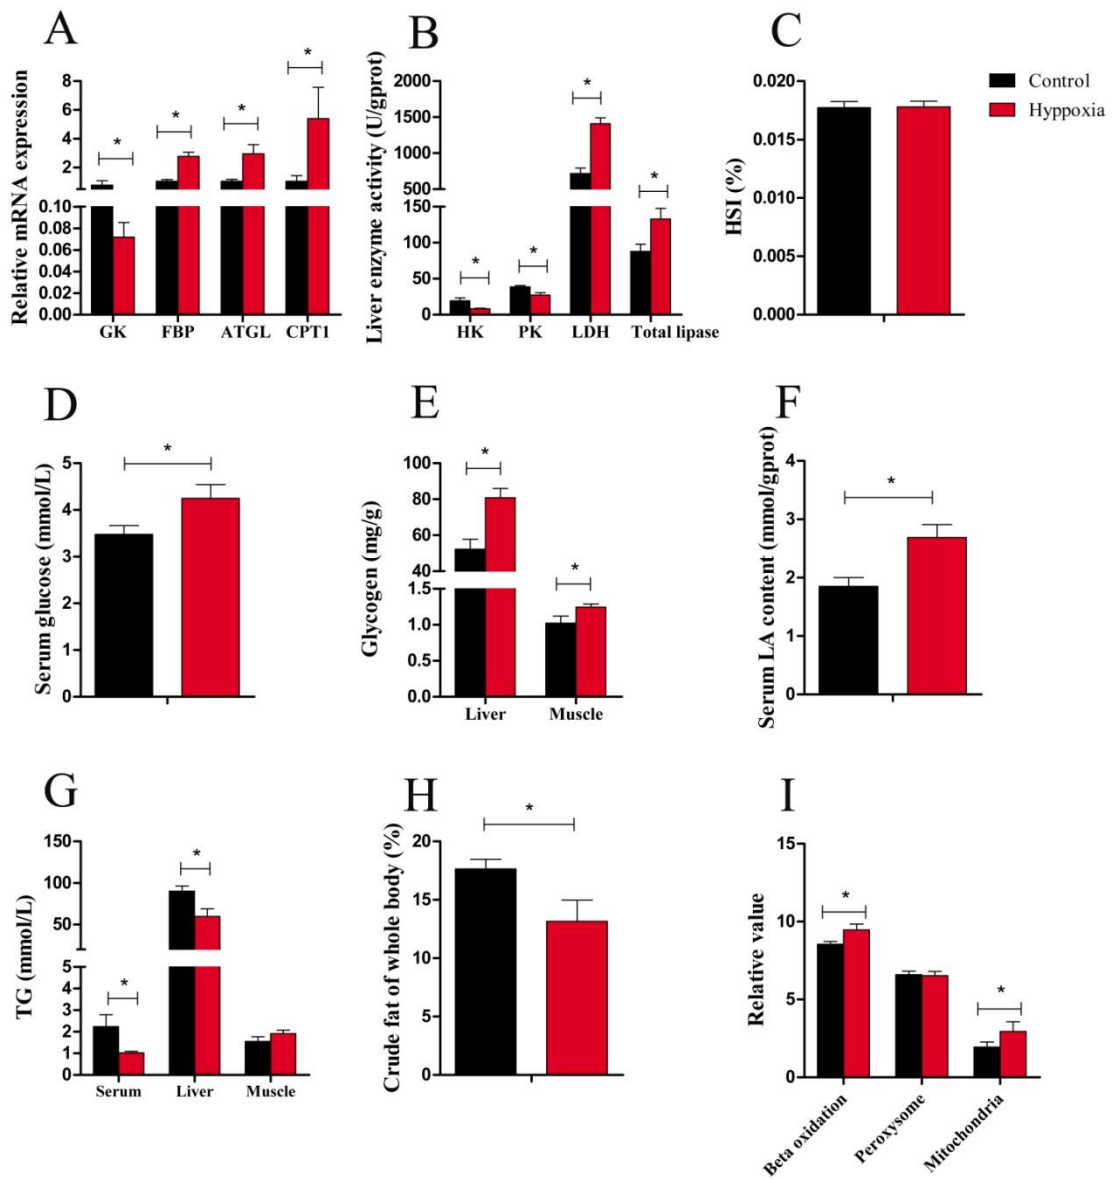 A
Relative mRNA expression
8
6
4
2
0.10
0.08
0.06
0.04
0.02
0.00
*
*
*
*
GK FBP ATGL CPT1
B
Liver enzyme activity (U/gprot)
2000
1500
1000
500
150
100
50
0
*
*
*
*
HK PK LDH Total lipase
C
HSI (%)
0.020
0.015
0.010
0.005
0.000
Control
Hyppoxia
D
Serum glucose (mmol/L)
5
4
3
2
1
0
*
E
Glycogen (mg/g)
100
80
60
40
1.5
1.0
0.5
0.0
*
*
Liver Muscle
F
Serum LA content (mmol/gprot)
4
3
2
1
0
*
G
TG (mmol/L)
150
100
50
5
4
3
2
1
0
*
*
Serum Liver Muscle
H
Crude fat of whole body (%)
20
15
10
5
0
*
I
Relative value
15
10
5
0
*
*
Beta oxidation
Peroxysome
Mitochondria